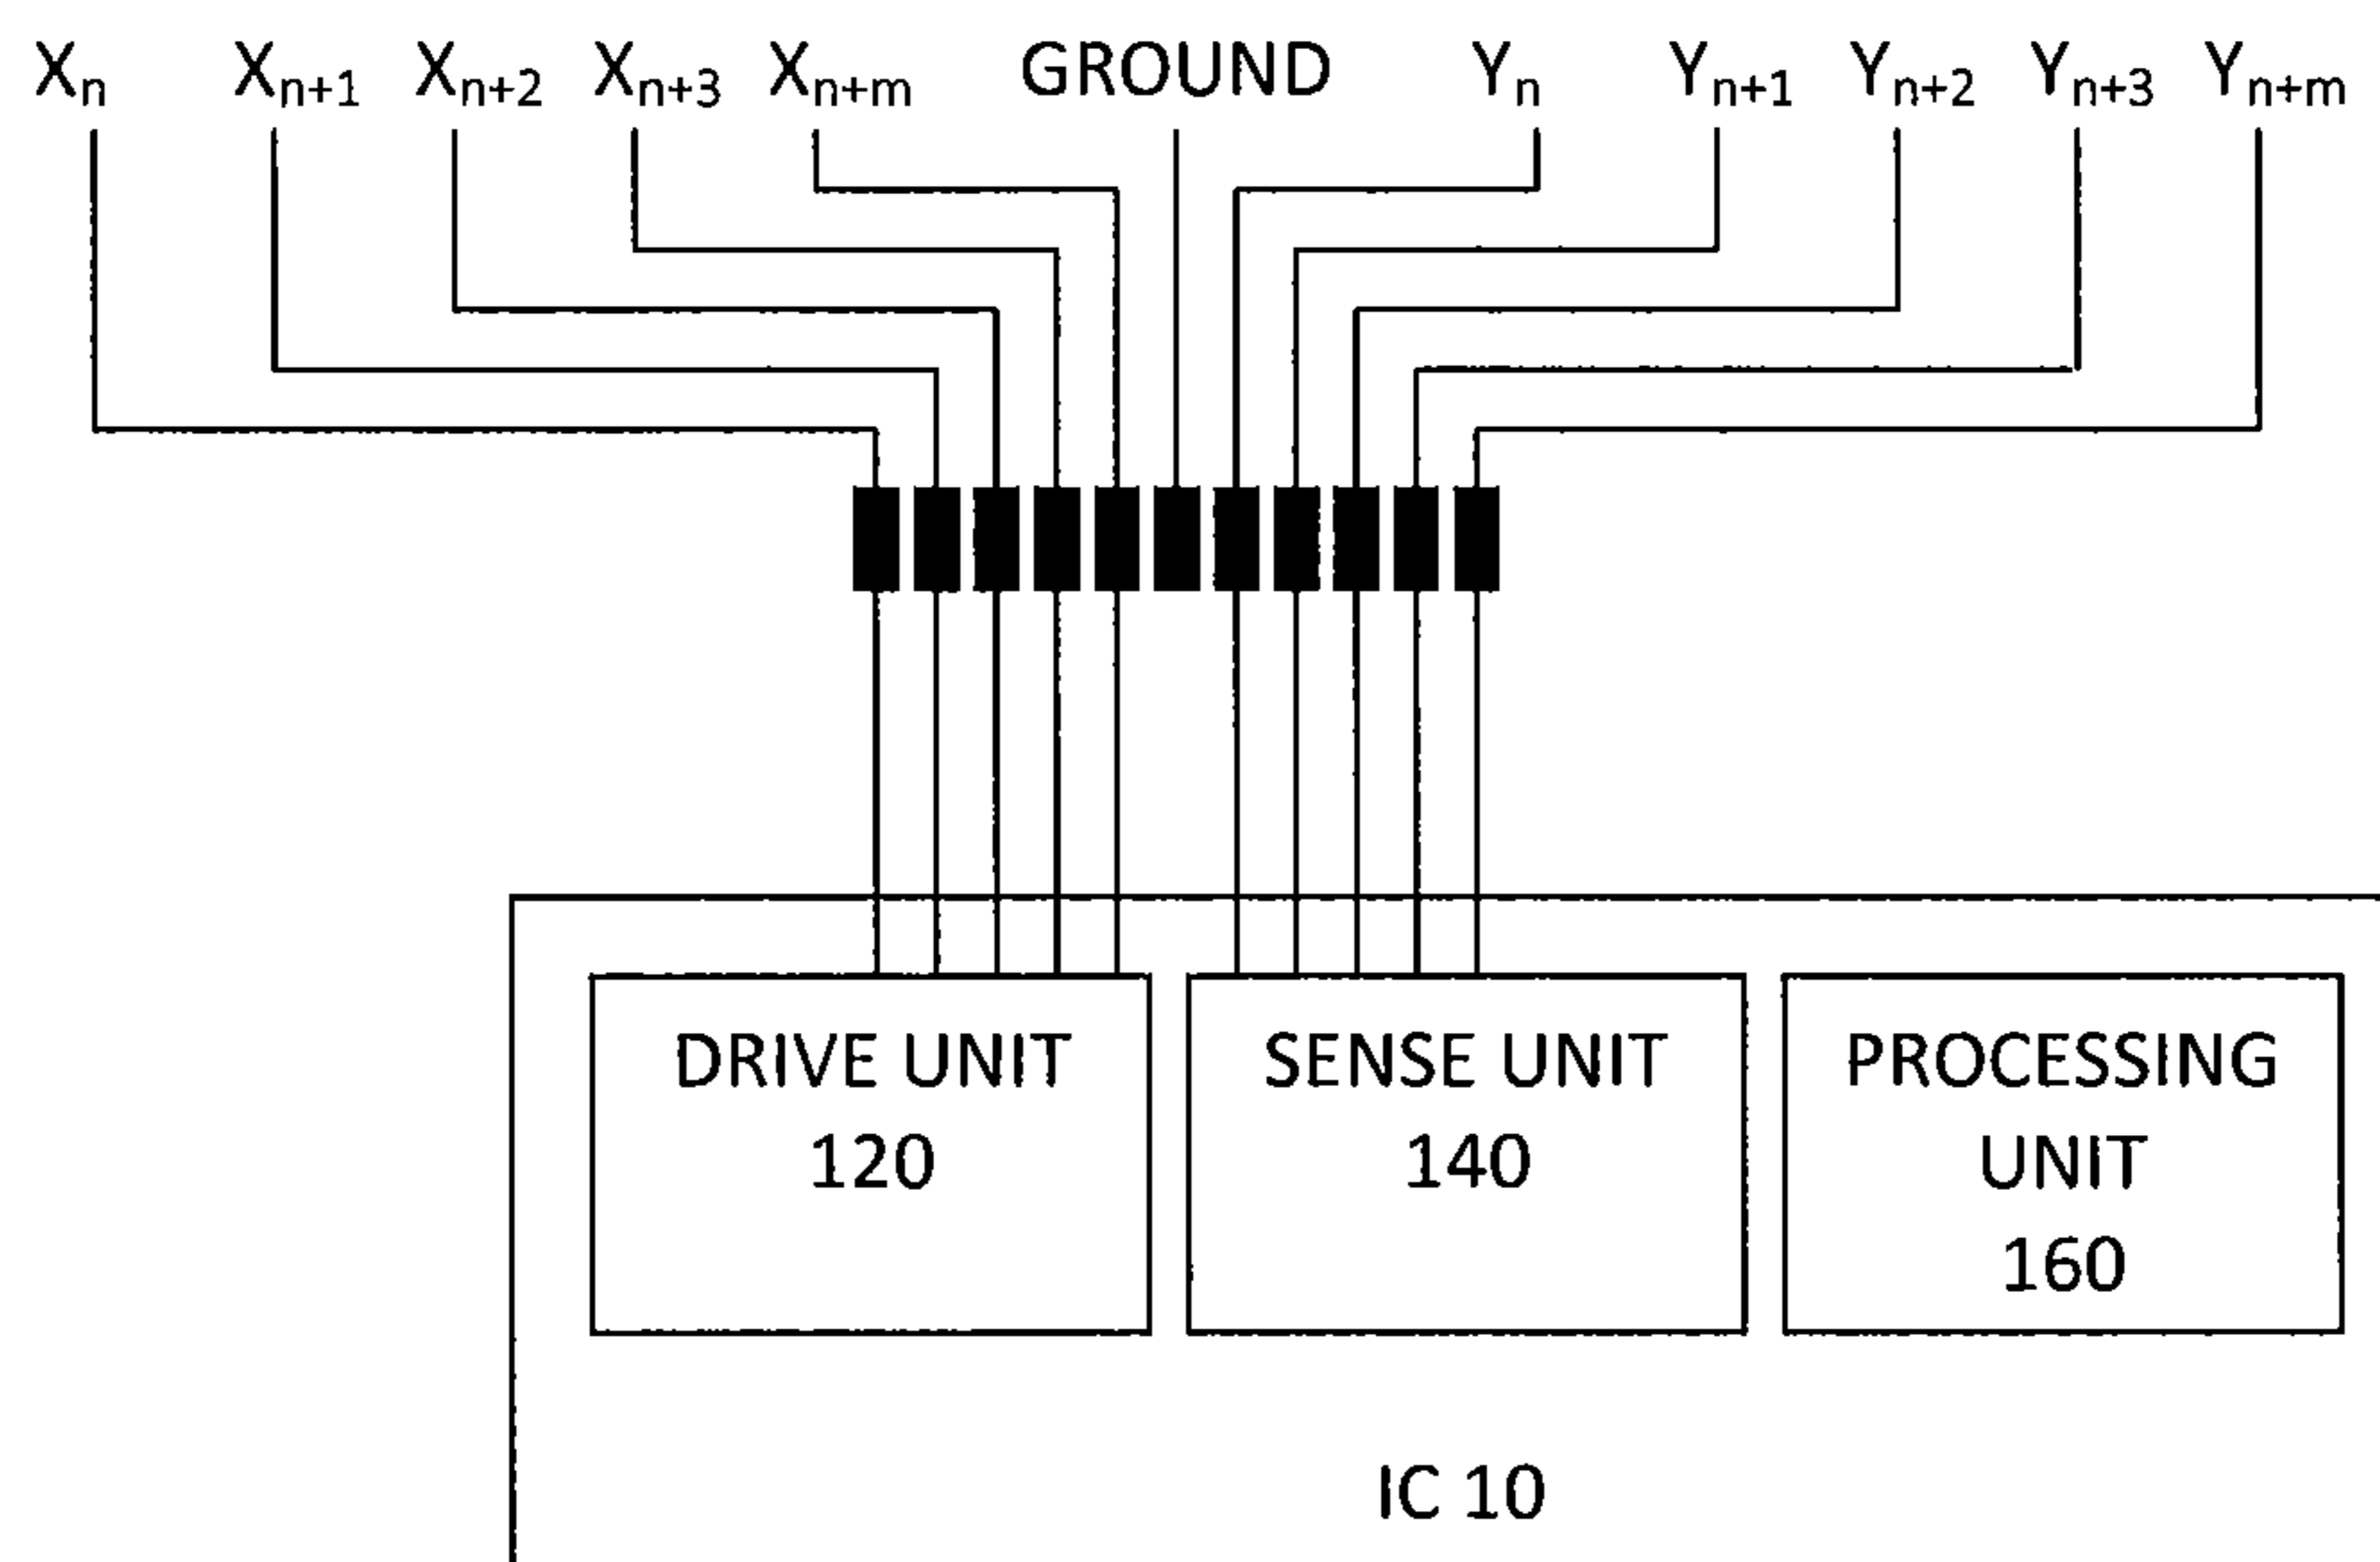 Xn Xn+1 Xn+2 Xn+3 Xn+m GROUND Yn Yn+1 Yn+2 Yn+3 Yn+m
DRIVE UNIT
120
SENSE UNIT
140
PROCESSING
UNIT
160
IC 10